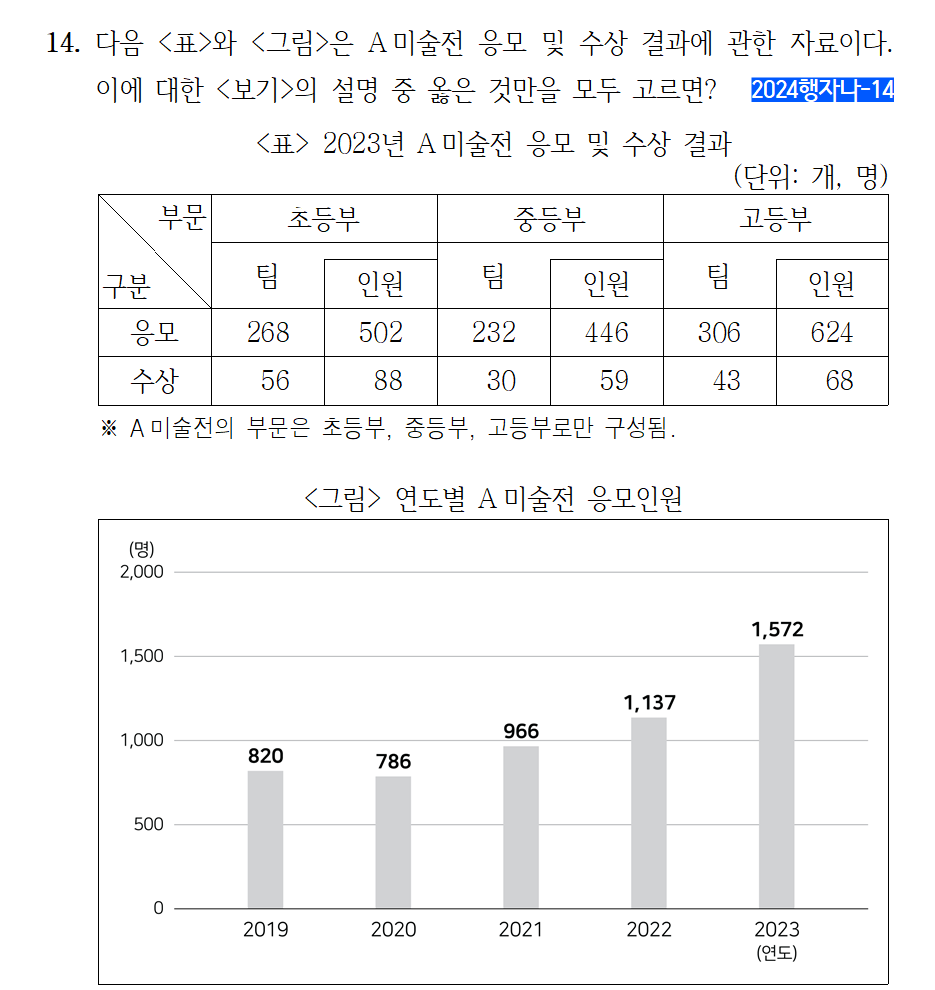 14. 다음 <표>와 <그림>은 A미술전 응모 및 수상 결과에 관한 자료이다.
이에 대한 <보기>의 설명 중 옳은 것만을 모두 고르면? 2024행자나-14
<표> 2023년 A미술전 응모 및 수상 결과
(단위: 개, 명)
부문 초등부 중등부 고등부
구분 팀 인원 팀 인원 팀 인원
응모 268 502 232 446 306 624
수상 56 88 30 59 43 68
※ A미술전의 부문은 초등부, 중등부, 고등부로만 구성됨.
<그림> 연도별 A미술전 응모인원
(명)
2,000
1,500
1,000
500
0
820
786
966
1,137
1,572
2019 2020 2021 2022 2023
(연도)